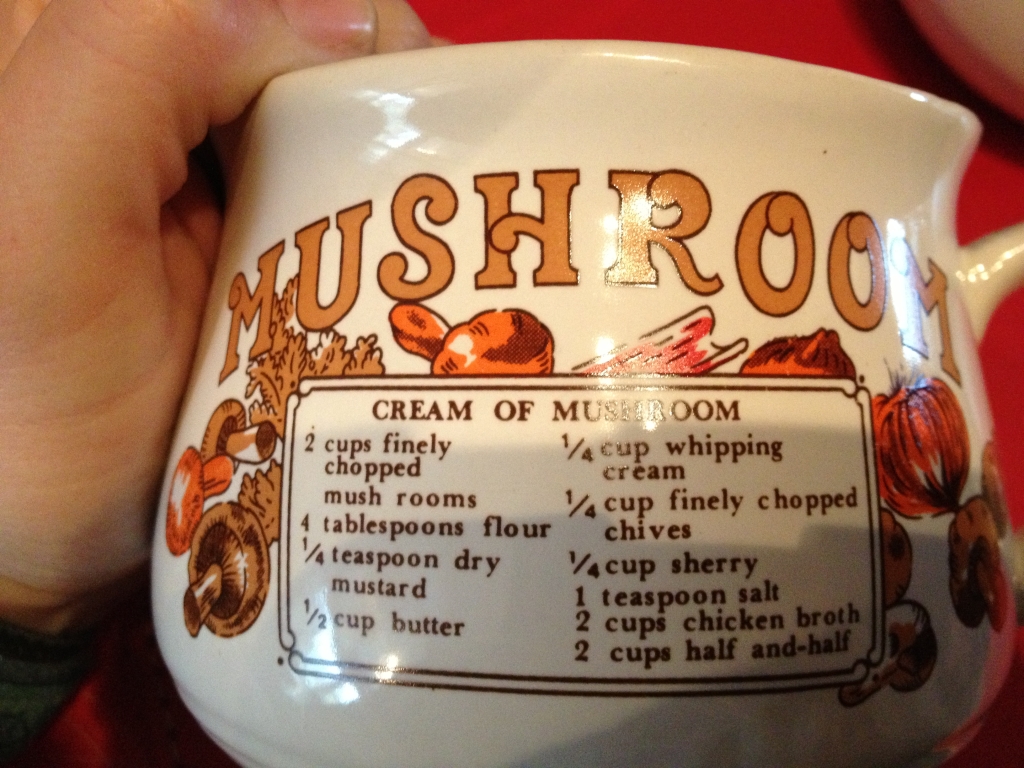 MUSHROOM
CREAM OF MUSHROOM
2 cups finely
chopped
mush rooms
4 tablespoons flour
1/4 teaspoon dry
mustard
1/2 cup butter
1/4 cup whipping
cream
1/4 cup finely chopped
chives
1/4 cup sherry
1 teaspoon salt
2 cups chicken broth
2 cups half and-half